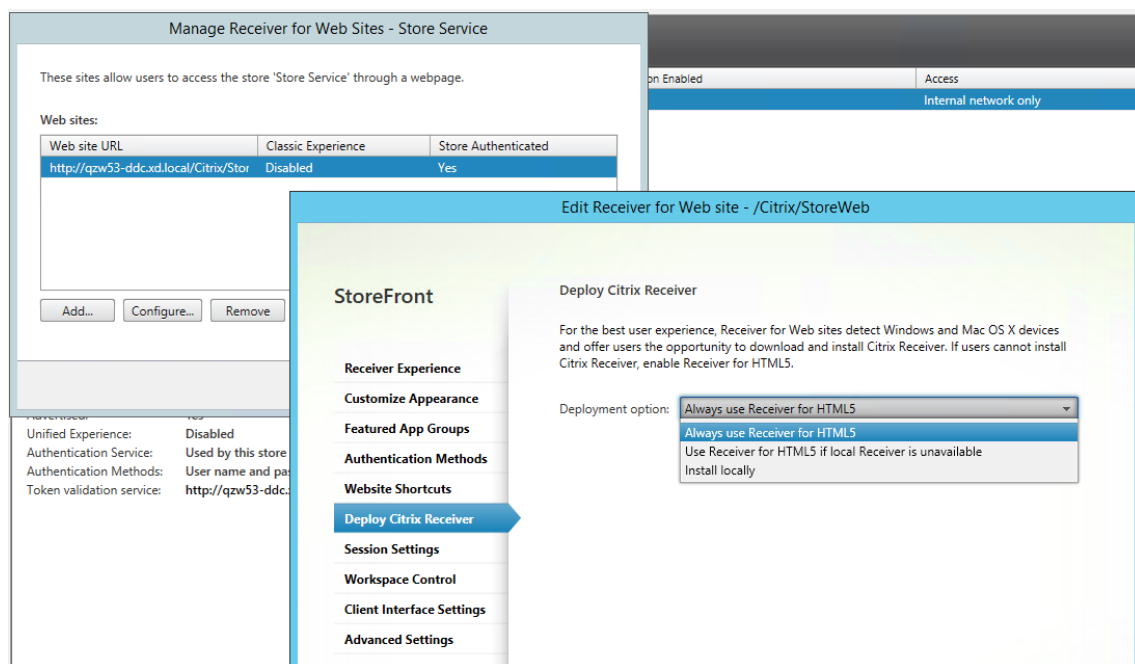 Manage Receiver for Web Sites - Store Service
These sites allow users to access the store 'Store Service' through a webpage.
Web sites:
Web site URL Classic Experience Store Authenticated
http://qzw53-ddc.xd.local/Citrix/Stor Disabled Yes
Add... Configure... Remove
on Enabled Access
Internal network only
Unified Experience: Disabled
Authentication Service: Used by this store
Authentication Methods: User name and pas
Token validation service: http://qzw53-ddc.
Edit Receiver for Web site - /Citrix/StoreWeb
StoreFront
Receiver Experience
Customize Appearance
Featured App Groups
Authentication Methods
Website Shortcuts
Deploy Citrix Receiver
Session Settings
Workspace Control
Client Interface Settings
Advanced Settings
Deploy Citrix Receiver
For the best user experience, Receiver for Web sites detect Windows and Mac OS X devices
and offer users the opportunity to download and install Citrix Receiver. If users cannot install
Citrix Receiver, enable Receiver for HTML5.
Deployment option: Always use Receiver for HTML5
Always use Receiver for HTML5
Use Receiver for HTML5 if local Receiver is unavailable
Install locally